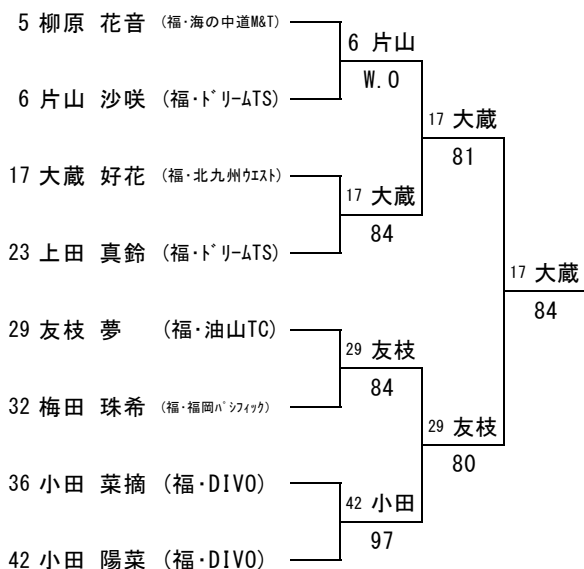 5 柳原 花音 (福・海の中道M&T)
6 片山
W.O
6 片山 沙咲 (福・ドリームTS)
17 大蔵
81
17 大蔵 好花 (福・北九州ウエスト)
17 大蔵
84
23 上田 真鈴 (福・ドリームTS)
17 大蔵
84
29 友枝 夢 (福・油山TC)
29 友枝
84
32 梅田 珠希 (福・福岡パシフィック)
29 友枝
80
36 小田 菜摘 (福・DIVO)
42 小田
97
42 小田 陽菜 (福・DIVO)